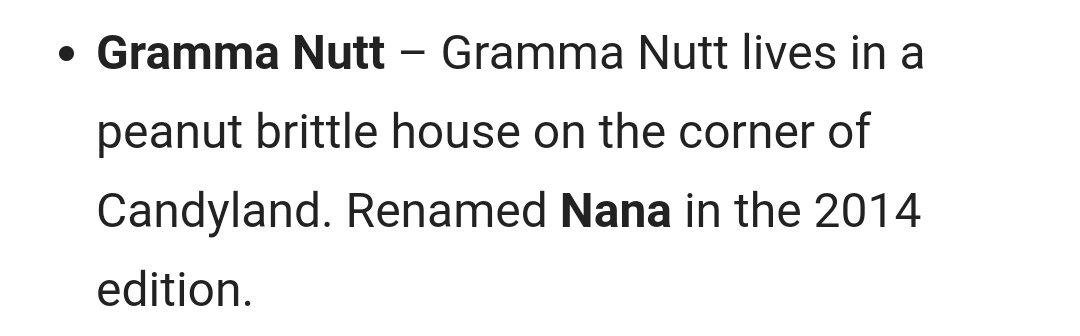 • Gramma Nutt – Gramma Nutt lives in a
peanut brittle house on the corner of
Candyland. Renamed Nana in the 2014
edition.